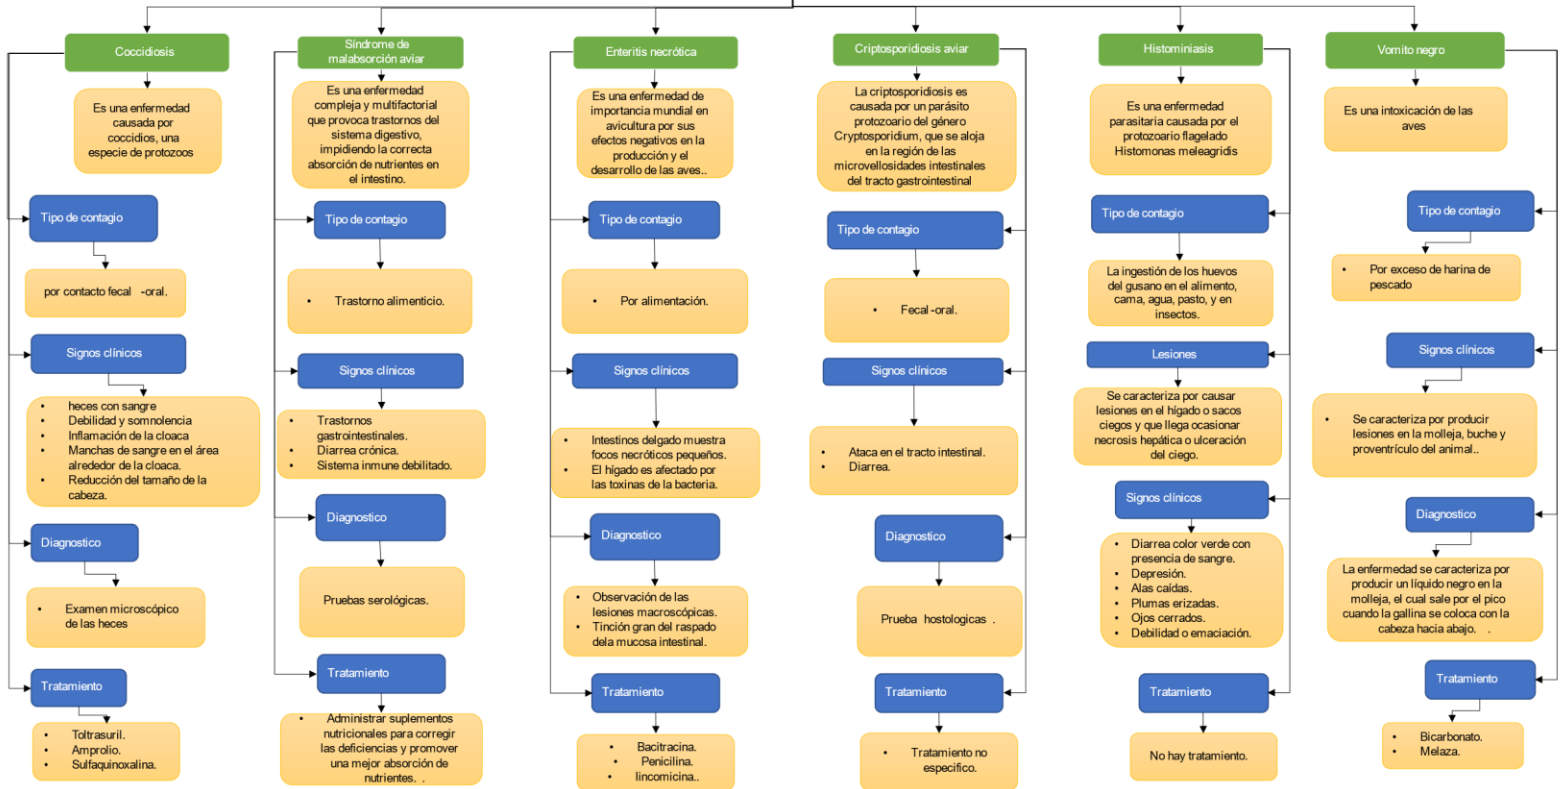 Coccidiosis
Es una enfermedad
causada por
coccidios, una
especie de protozoos
Tipo de contagio
por contacto fecal -oral.
Signos clínicos
• heces con sangre
• Debilidad y somnolencia
• Inflamación de la cloaca
• Manchas de sangre en el área
alrededor de la cloaca.
• Reducción del tamaño de la
cabeza.
Diagnostico
• Examen microscópico
de las heces
Tratamiento
• Toltrasuril.
• Amprolio.
• Sulfaquinoxalina.
Síndrome de
malabsorción aviar
Es una enfermedad
compleja y multifactorial
que provoca trastornos del
sistema digestivo,
impidiendo la correcta
absorción de nutrientes en
el intestino.
Tipo de contagio
• Trastorno alimenticio.
Signos clínicos
• Trastornos
gastrointestinales.
• Diarrea crónica.
• Sistema inmune debilitado.
Diagnostico
Pruebas serológicas.
Tratamiento
• Administrar suplementos
nutricionales para corregir
las deficiencias y promover
una mejor absorción de
nutrientes. .
Enteritis necrótica
Es una enfermedad de
importancia mundial en
avicultura por sus
efectos negativos en la
producción y el
desarrollo de las aves..
Tipo de contagio
• Por alimentación.
Signos clínicos
• Intestinos delgado muestra
focos necróticos pequeños.
• El hígado es afectado por
las toxinas de la bacteria.
Diagnostico
• Observación de las
lesiones macroscópicas.
• Tinción gran del raspado
dela mucosa intestinal.
Tratamiento
• Bacitracina.
• Penicilina.
• lincomicina..
Criptosporidiosis aviar
La criptosporidiosis es
causada por un parásito
protozoario del género
Cryptosporidium, que se aloja
en la región de las
microvellosidades intestinales
del tracto gastrointestinal
Tipo de contagio
• Fecal-oral.
Signos clínicos
• Ataca en el tracto intestinal.
• Diarrea.
Diagnostico
Prueba hostologicas .
Tratamiento
• Tratamiento no
especifico.
Histominiasis
Es una enfermedad
parasitaria causada por el
protozoario flagelado
Histomonas meleagridis
Tipo de contagio
La ingestión de los huevos
del gusano en el alimento,
cama, agua, pasto, y en
insectos.
Lesiones
Se caracteriza por causar
lesiones en el hígado o sacos
ciegos y que llega ocasionar
necrosis hepática o ulceración
del ciego.
Signos clínicos
• Diarrea color verde con
presencia de sangre.
• Depresión.
• Alas caídas.
• Plumas erizadas.
• Ojos cerrados.
• Debilidad o emaciación.
Tratamiento
No hay tratamiento.
Vomito negro
Es una intoxicación de las
aves
Tipo de contagio
• Por exceso de harina de
pescado
Signos clínicos
• Se caracteriza por producir
lesiones en la molleja, buche y
proventrículo del animal..
Diagnostico
La enfermedad se caracteriza por
producir un líquido negro en la
molleja, el cual sale por el pico
cuando la gallina se coloca con la
cabeza hacia abajo. .
Tratamiento
• Bicarbonato.
• Melaza.